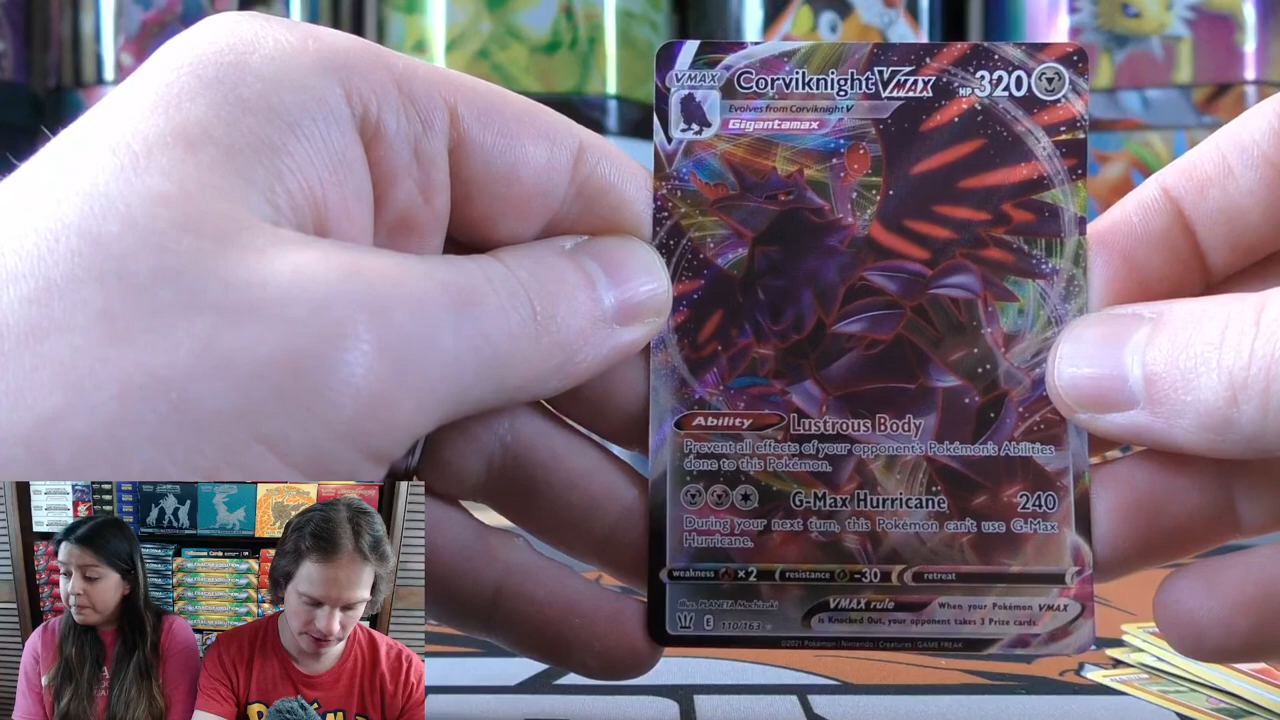 VMAX
Corviknight VMAX
HP 320
Evolves from Corviknight V
Gigantamax
Ability Lustrous Body
Prevent all effects of your opponent's Pokémon's Abilities
done to this Pokémon.
G-Max Hurricane 240
During your next turn, this Pokémon can't use G-Max
Hurricane.
weakness ×2 resistance -30 retreat
Illus. PLANETA Mochizuki
VMAX rule
When your Pokémon VMAX
is Knocked Out, your opponent takes 3 Prize cards.
E 110/163
©2021 Pokémon / Nintendo / Creatures / GAME FREAK